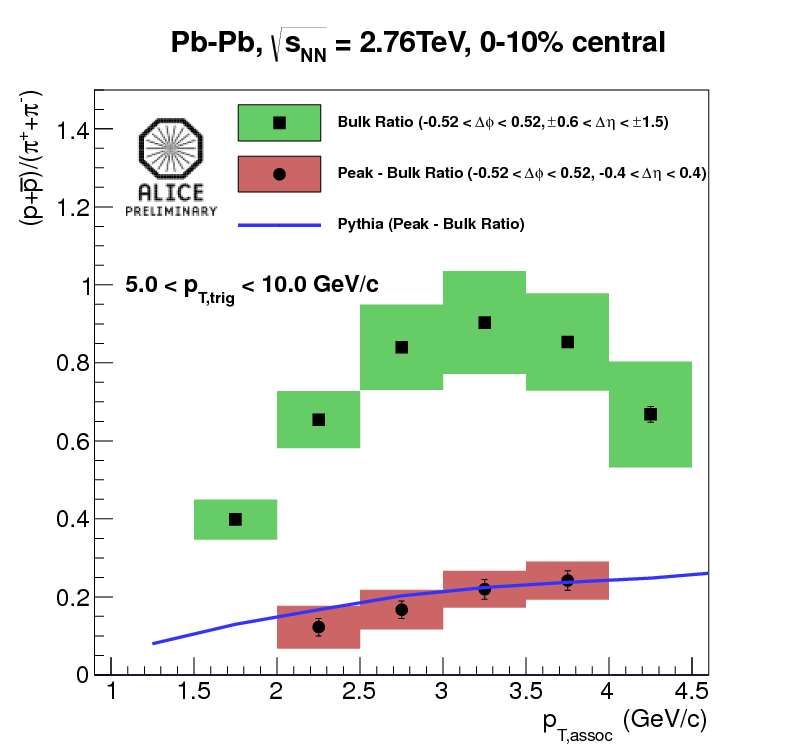 Pb-Pb, √s_NN = 2.76TeV, 0-10% central
(p+p̅)/(π⁺+π⁻)
Bulk Ratio (-0.52 < Δϕ < 0.52, ±0.6 < Δη < ±1.5)
Peak - Bulk Ratio (-0.52 < Δϕ < 0.52, -0.4 < Δη < 0.4)
Pythia (Peak - Bulk Ratio)
ALICE
PRELIMINARY
5.0 < p_T,trig < 10.0 GeV/c
1.4
1.2
1
0.8
0.6
0.4
0.2
0
1 1.5 2 2.5 3 3.5 4 4.5
p_T,assoc (GeV/c)